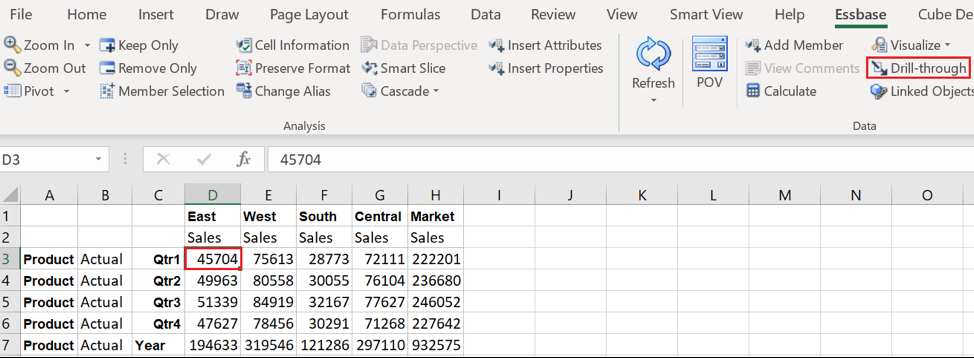 File Home Insert Draw Page Layout Formulas Data Review View Smart View Help Essbase Cube De
Zoom In Keep Only Cell Information Data Perspective Insert Attributes Add Member Visualize
Zoom Out Remove Only Preserve Format Smart Slice Insert Properties Refresh POV View Comments Drill-through
Pivot Member Selection Change Alias Cascade Calculate Linked Objects
Analysis Data
D3 fx 45704
A B C D E F G H I J K L M N O
1 East West South Central Market
2 Sales Sales Sales Sales Sales
3 Product Actual Qtr1 45704 75613 28773 72111 222201
4 Product Actual Qtr2 49963 80558 30055 76104 236680
5 Product Actual Qtr3 51339 84919 32167 77627 246052
6 Product Actual Qtr4 47627 78456 30291 71268 227642
7 Product Actual Year 194633 319546 121286 297110 932575